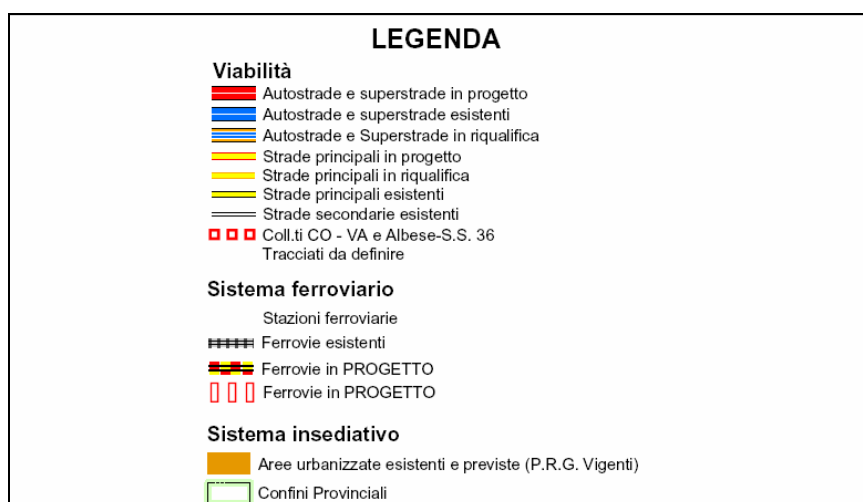 LEGENDA
Viabilità
Autostrade e superstrade in progetto
Autostrade e superstrade esistenti
Autostrade e Superstrade in riqualifica
Strade principali in progetto
Strade principali in riqualifica
Strade principali esistenti
Strade secondarie esistenti
Coll.ti CO - VA e Albese-S.S. 36
Tracciati da definire
Sistema ferroviario
Stazioni ferroviarie
Ferrovie esistenti
Ferrovie in PROGETTO
Ferrovie in PROGETTO
Sistema insediativo
Aree urbanizzate esistenti e previste (P.R.G. Vigenti)
Confini Provinciali